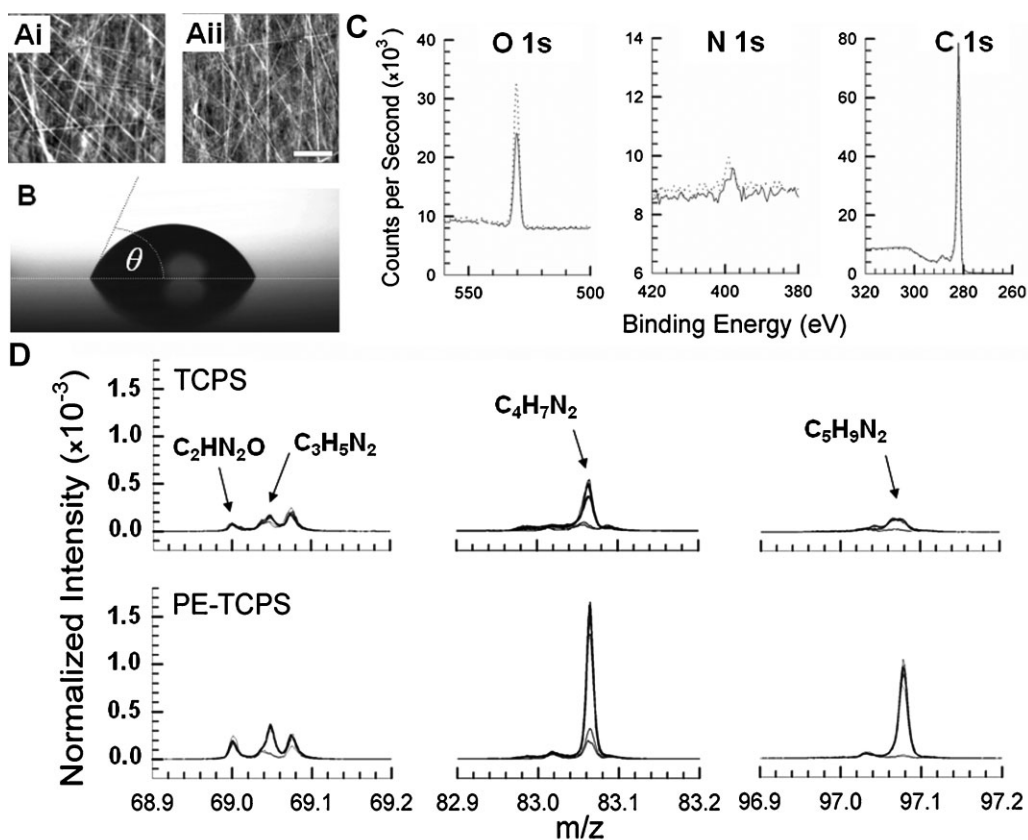 Ai
Aii
B
θ
C
O 1s
N 1s
C 1s
Counts per Second (×10³)
40
30
20
10
0
550
500
14
12
10
8
6
420
400
380
80
60
40
20
0
320
300
280
260
Binding Energy (eV)
D
Normalized Intensity (×10⁻³)
TCPS
C₂HN₂O
C₃H₅N₂
C₄H₇N₂
C₅H₉N₂
1.5
1.0
0.5
0.0
PE-TCPS
1.5
1.0
0.5
0.0
68.9
69.0
69.1
69.2
82.9
83.0
83.1
83.2
96.9
97.0
97.1
97.2
m/z